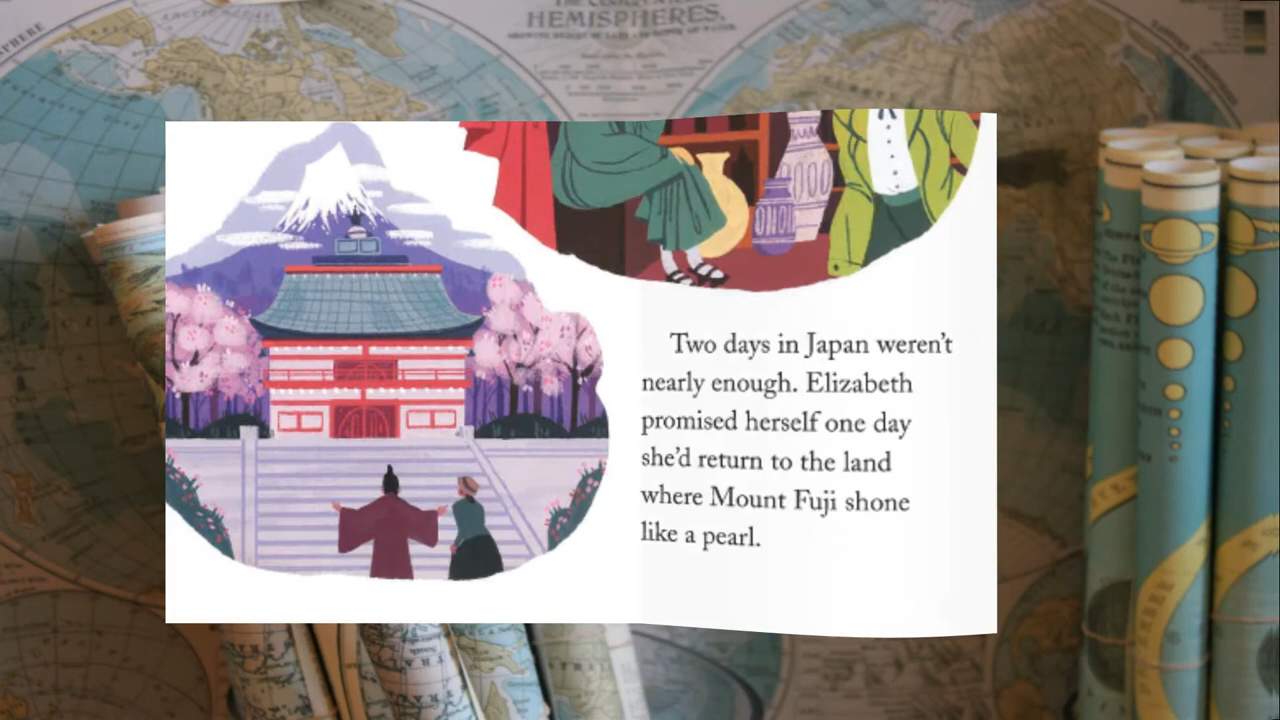 HEMISPHERES.
Two days in Japan weren't
nearly enough. Elizabeth
promised herself one day
she'd return to the land
where Mount Fuji shone
like a pearl.